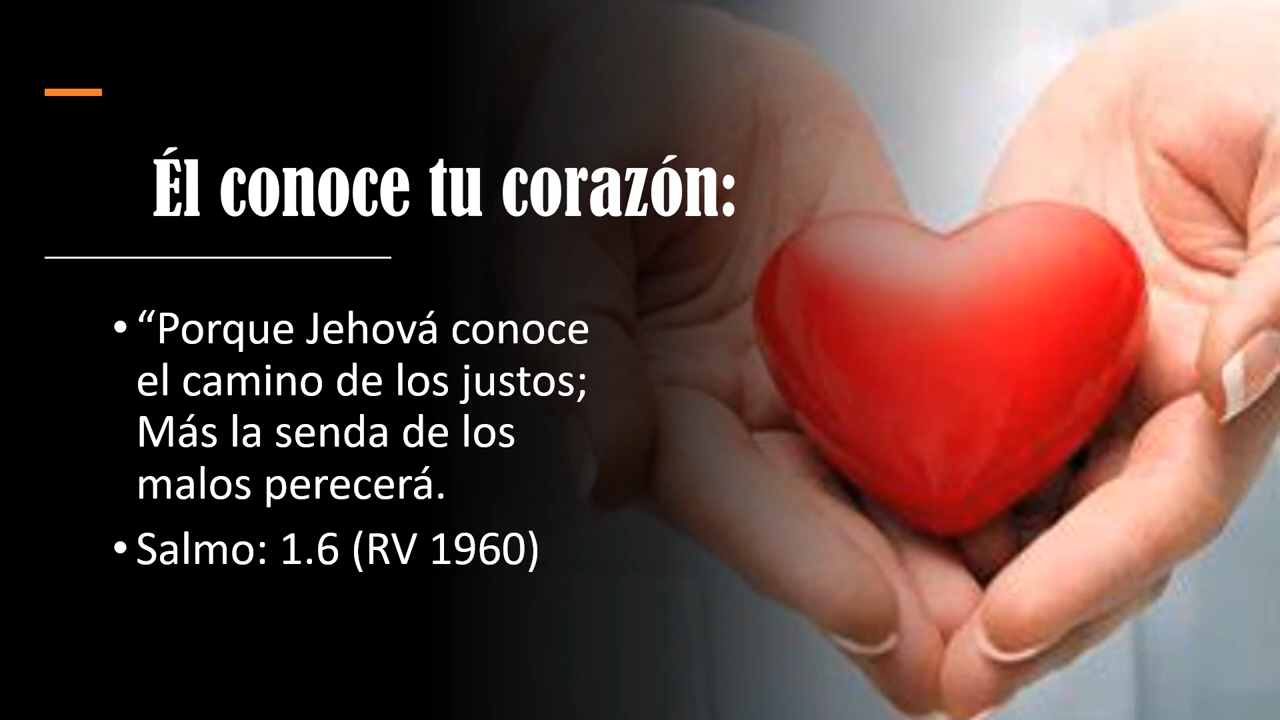 Él conoce tu corazón:
• “Porque Jehová conoce
el camino de los justos;
Más la senda de los
malos perecerá.
• Salmo: 1.6 (RV 1960)